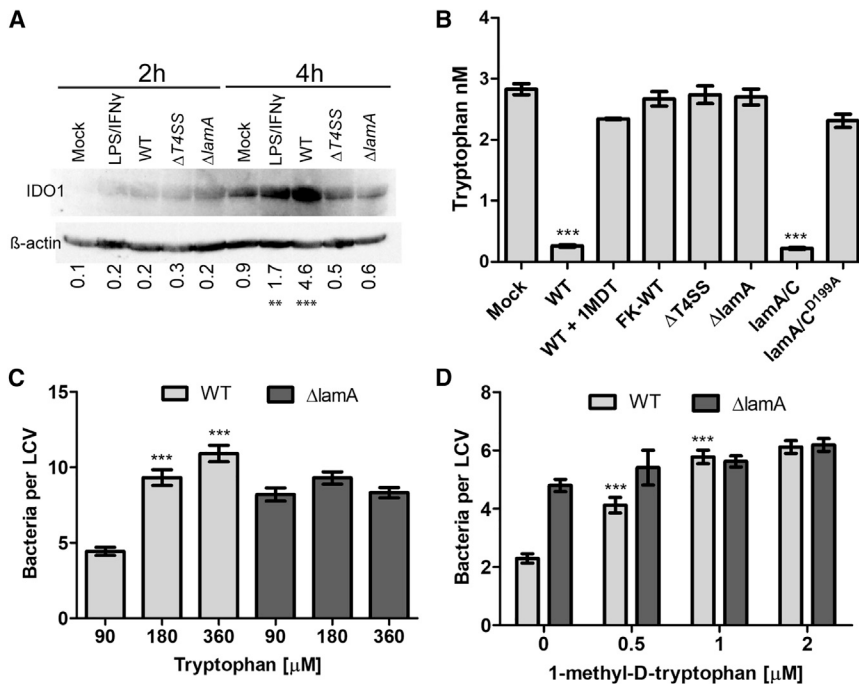 A
2h 4h
Mock LPS/IFNγ WT ΔT4SS ΔlamA Mock LPS/IFNγ WT ΔT4SS ΔlamA
IDO1
ß-actin
0.1 0.2 0.2 0.3 0.2 0.9 1.7 4.6 0.5 0.6
** ***
B
Tryptophan nM
4
3
2
1
0
*** ***
Mock WT WT + 1MDT FK-WT ΔT4SS ΔlamA lamA/C lamA/C^D199A
C
WT ΔlamA
Bacteria per LCV
15
10
5
0
*** ***
90 180 360 90 180 360
Tryptophan [µM]
D
WT ΔlamA
Bacteria per LCV
8
6
4
2
0
*** ***
0 0.5 1 2
1-methyl-D-tryptophan [µM]